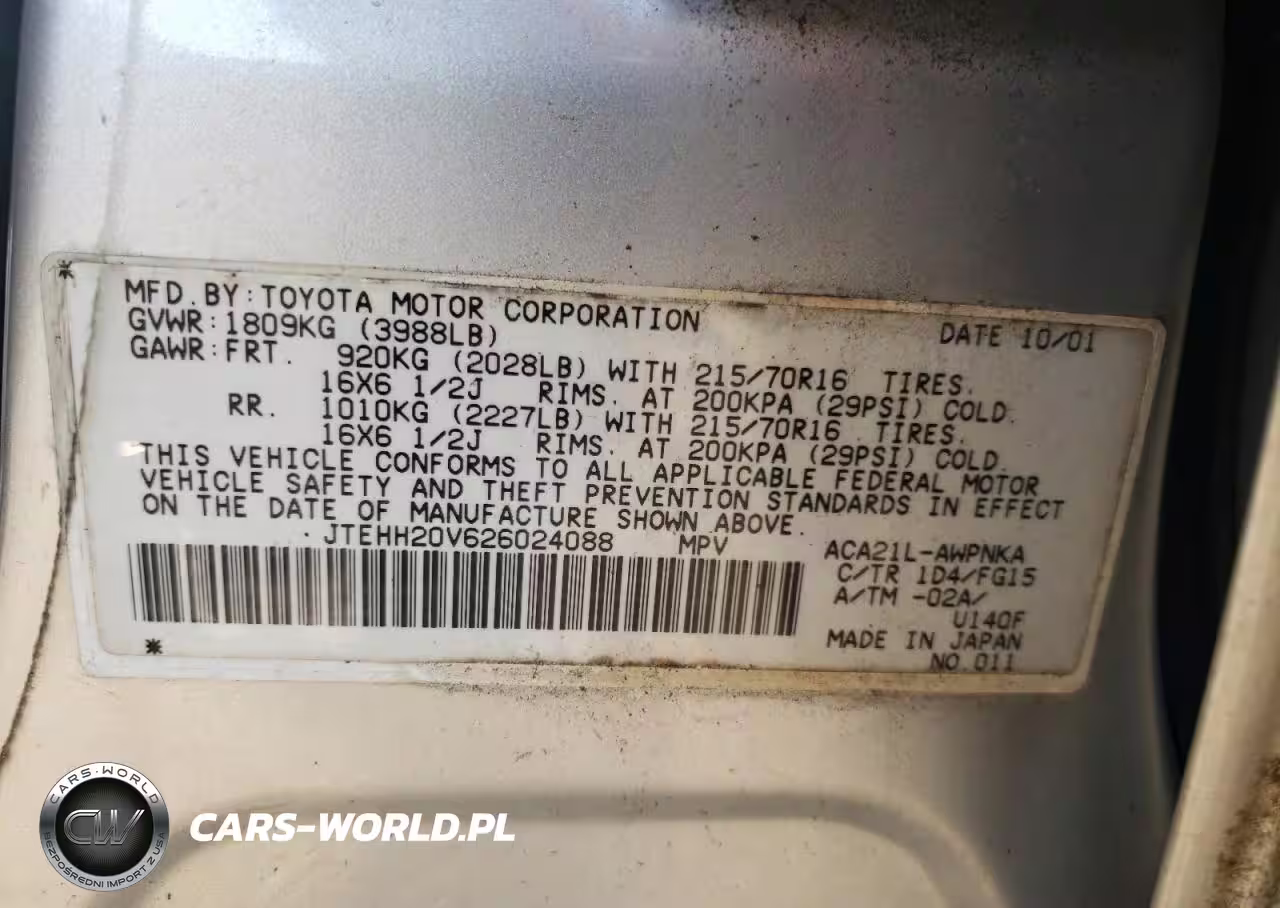 MFD. BY: TOYOTA MOTOR CORPORATION DATE 10/01
GVWR: 1809KG (3988LB)
GAWR: FRT. 920KG (2028LB) WITH 215/70R16 TIRES.
16X6 1/2J RIMS. AT 200KPA (29PSI) COLD.
RR. 1010KG (2227LB) WITH 215/70R16 TIRES.
16X6 1/2J RIMS. AT 200KPA (29PSI) COLD.
THIS VEHICLE CONFORMS TO ALL APPLICABLE FEDERAL MOTOR
VEHICLE SAFETY AND THEFT PREVENTION STANDARDS IN EFFECT
ON THE DATE OF MANUFACTURE SHOWN ABOVE.
JTEHH20V626024088 MPV
ACA21L-AWPNKA
C/TR 1D4/FG15
A/TM -02A/
U140F
MADE IN JAPAN
NO. 011
CARS-WORLD
CW
BEZPOŚREDNI IMPORT Z USA
CARS-WORLD.PL